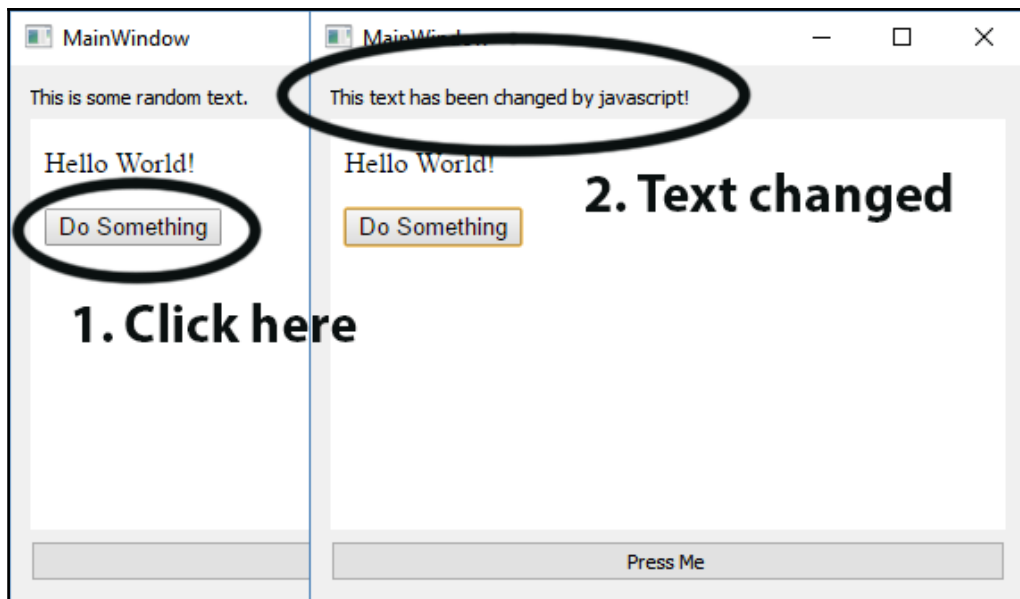 MainWindow
This is some random text.
Hello World!
Do Something
1. Click here
MainWindow
This text has been changed by javascript!
Hello World!
Do Something
2. Text changed
Press Me